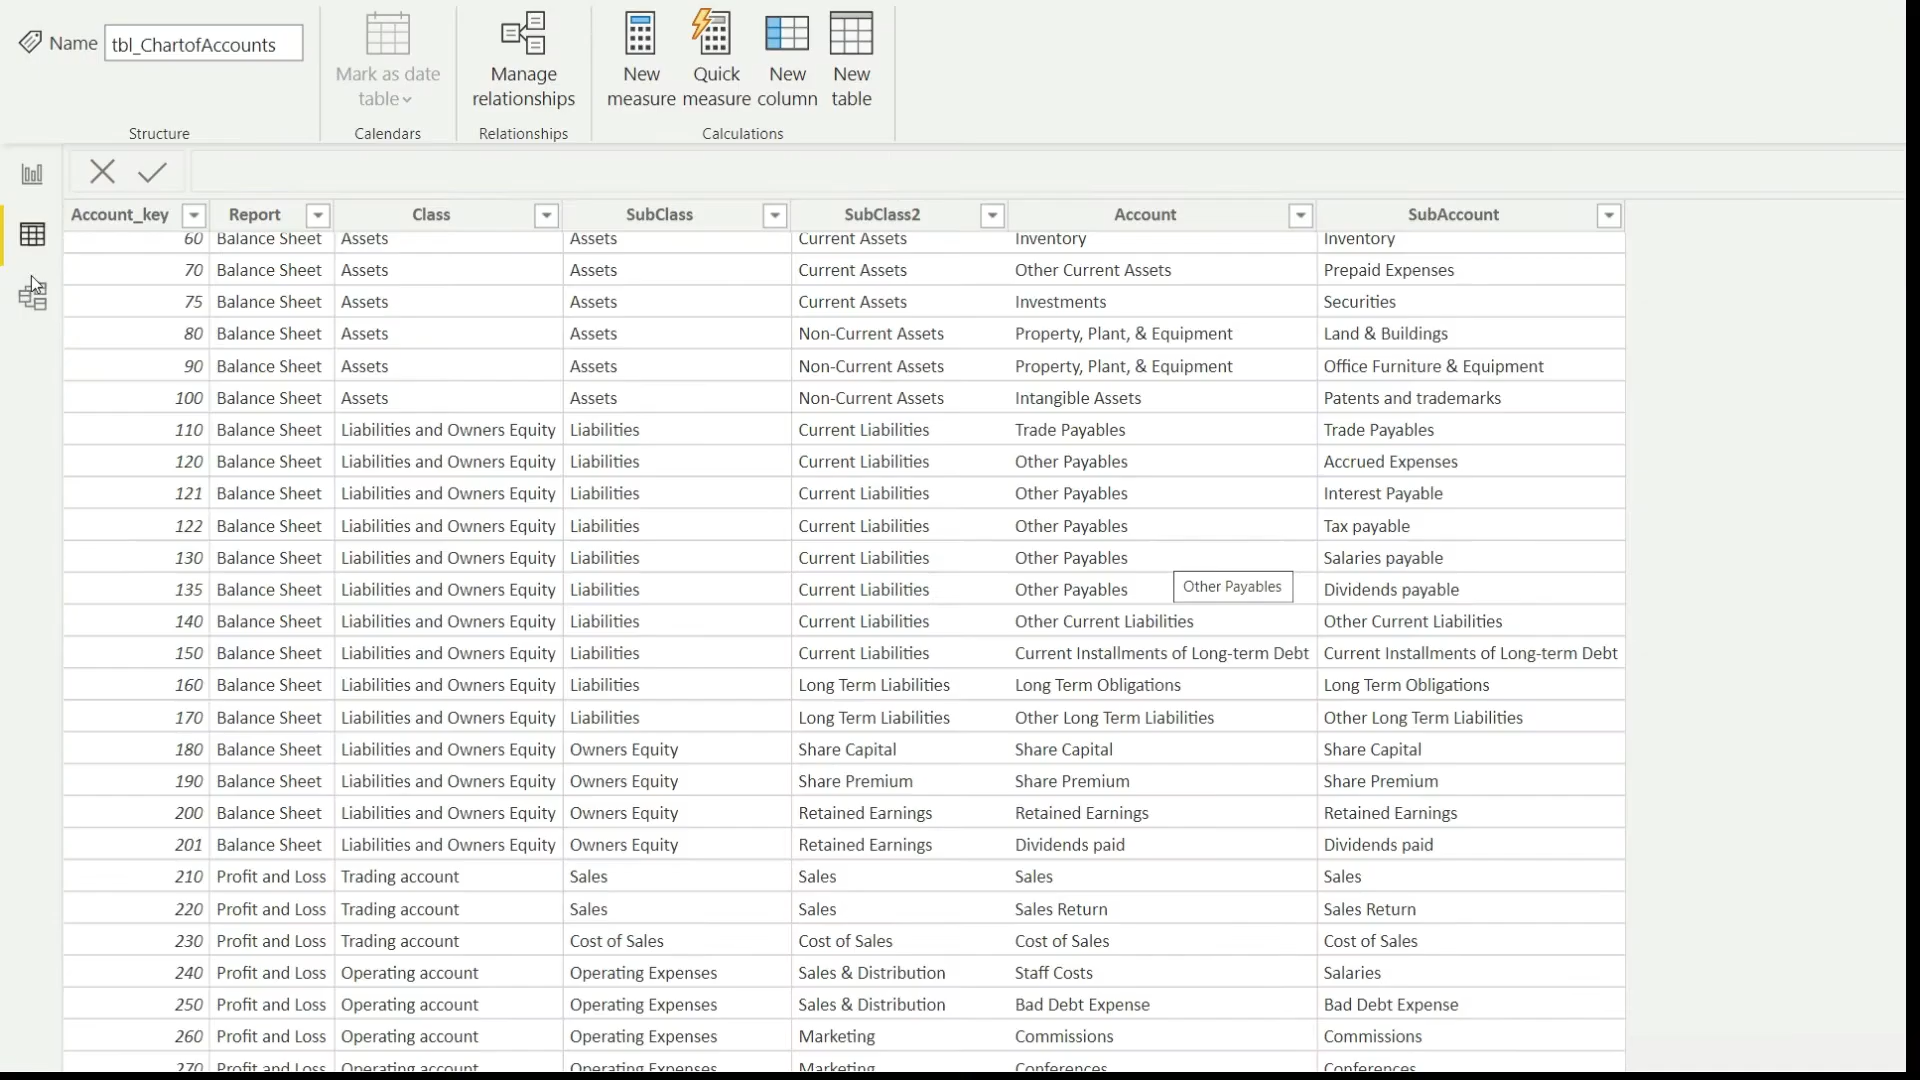 Name tbl_ChartofAccounts
Mark as date table
Manage relationships
New measure
Quick measure
New column
New table
Structure Calendars Relationships Calculations
Account_key Report Class SubClass SubClass2 Account SubAccount
60 Balance Sheet Assets Assets Current Assets Inventory Inventory
70 Balance Sheet Assets Assets Current Assets Other Current Assets Prepaid Expenses
75 Balance Sheet Assets Assets Current Assets Investments Securities
80 Balance Sheet Assets Assets Non-Current Assets Property, Plant, & Equipment Land & Buildings
90 Balance Sheet Assets Assets Non-Current Assets Property, Plant, & Equipment Office Furniture & Equipment
100 Balance Sheet Assets Assets Non-Current Assets Intangible Assets Patents and trademarks
110 Balance Sheet Liabilities and Owners Equity Liabilities Current Liabilities Trade Payables Trade Payables
120 Balance Sheet Liabilities and Owners Equity Liabilities Current Liabilities Other Payables Accrued Expenses
121 Balance Sheet Liabilities and Owners Equity Liabilities Current Liabilities Other Payables Interest Payable
122 Balance Sheet Liabilities and Owners Equity Liabilities Current Liabilities Other Payables Tax payable
130 Balance Sheet Liabilities and Owners Equity Liabilities Current Liabilities Other Payables Salaries payable
135 Balance Sheet Liabilities and Owners Equity Liabilities Current Liabilities Other Payables Other Payables Dividends payable
140 Balance Sheet Liabilities and Owners Equity Liabilities Current Liabilities Other Current Liabilities Other Current Liabilities
150 Balance Sheet Liabilities and Owners Equity Liabilities Current Liabilities Current Installments of Long-term Debt Current Installments of Long-term Debt
160 Balance Sheet Liabilities and Owners Equity Liabilities Long Term Liabilities Long Term Obligations Long Term Obligations
170 Balance Sheet Liabilities and Owners Equity Liabilities Long Term Liabilities Other Long Term Liabilities Other Long Term Liabilities
180 Balance Sheet Liabilities and Owners Equity Owners Equity Share Capital Share Capital Share Capital
190 Balance Sheet Liabilities and Owners Equity Owners Equity Share Premium Share Premium Share Premium
200 Balance Sheet Liabilities and Owners Equity Owners Equity Retained Earnings Retained Earnings Retained Earnings
201 Balance Sheet Liabilities and Owners Equity Owners Equity Retained Earnings Dividends paid Dividends paid
210 Profit and Loss Trading account Sales Sales Sales Sales
220 Profit and Loss Trading account Sales Sales Sales Return Sales Return
230 Profit and Loss Trading account Cost of Sales Cost of Sales Cost of Sales Cost of Sales
240 Profit and Loss Operating account Operating Expenses Sales & Distribution Staff Costs Salaries
250 Profit and Loss Operating account Operating Expenses Sales & Distribution Bad Debt Expense Bad Debt Expense
260 Profit and Loss Operating account Operating Expenses Marketing Commissions Commissions
270 Profit and Loss Operating account Operating Expenses Marketing Conferences Conferences